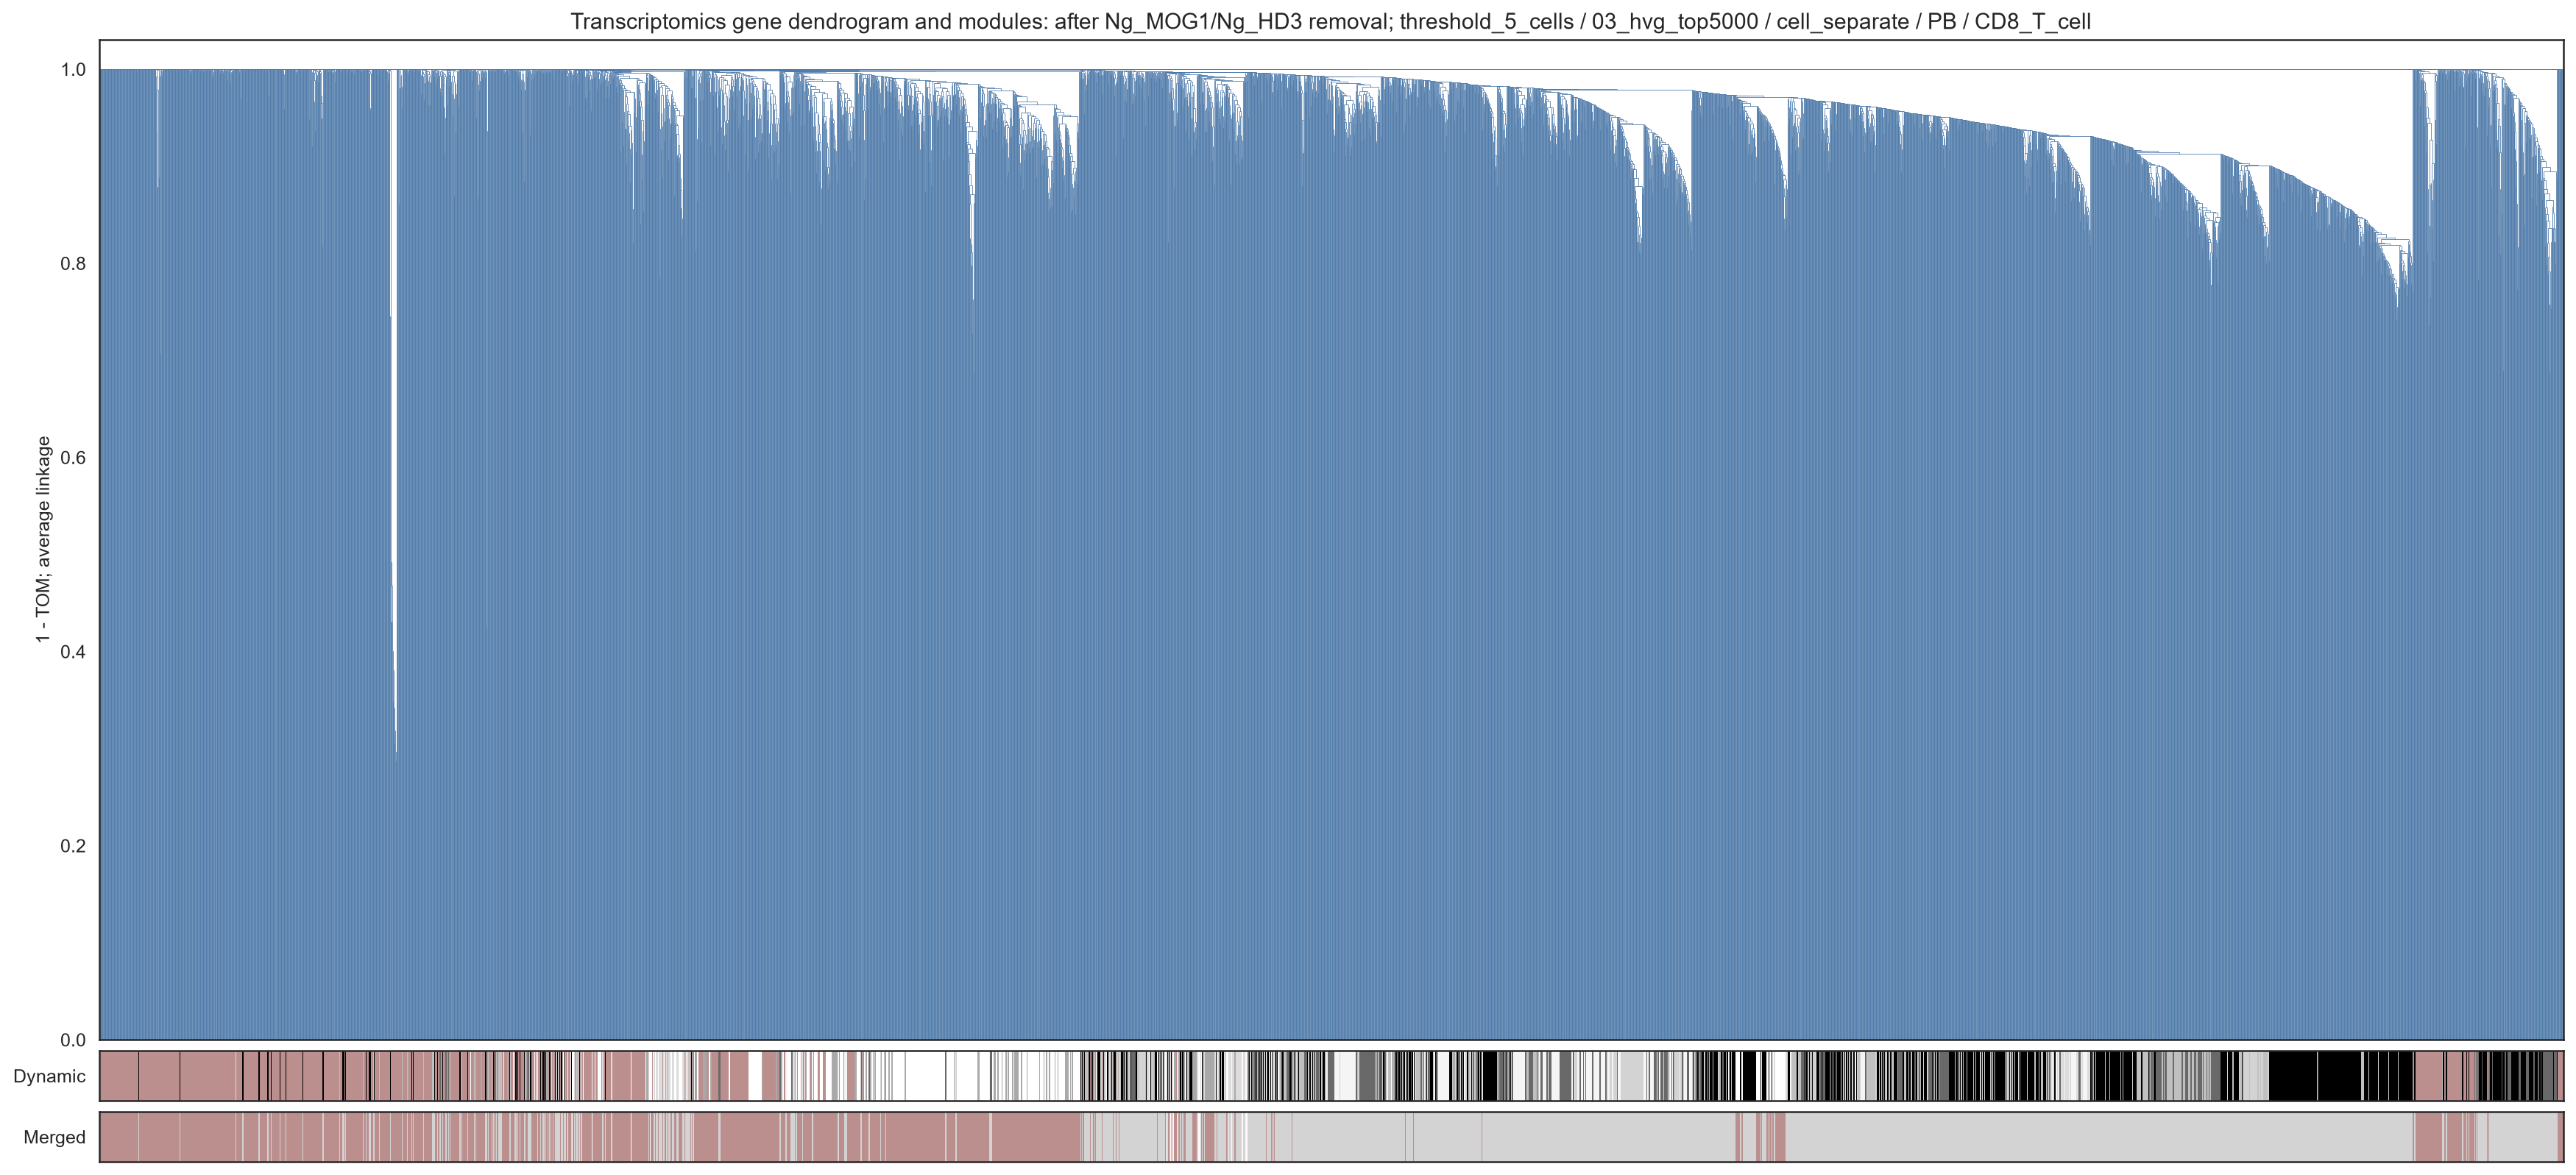 Transcriptomics gene dendrogram and modules: after Ng_MOG1/Ng_HD3 removal; threshold_5_cells / 03_hvg_top5000 / cell_separate / PB / CD8_T_cell
1.0
0.8
0.6
0.4
0.2
0.0
1 - TOM; average linkage
Dynamic
Merged